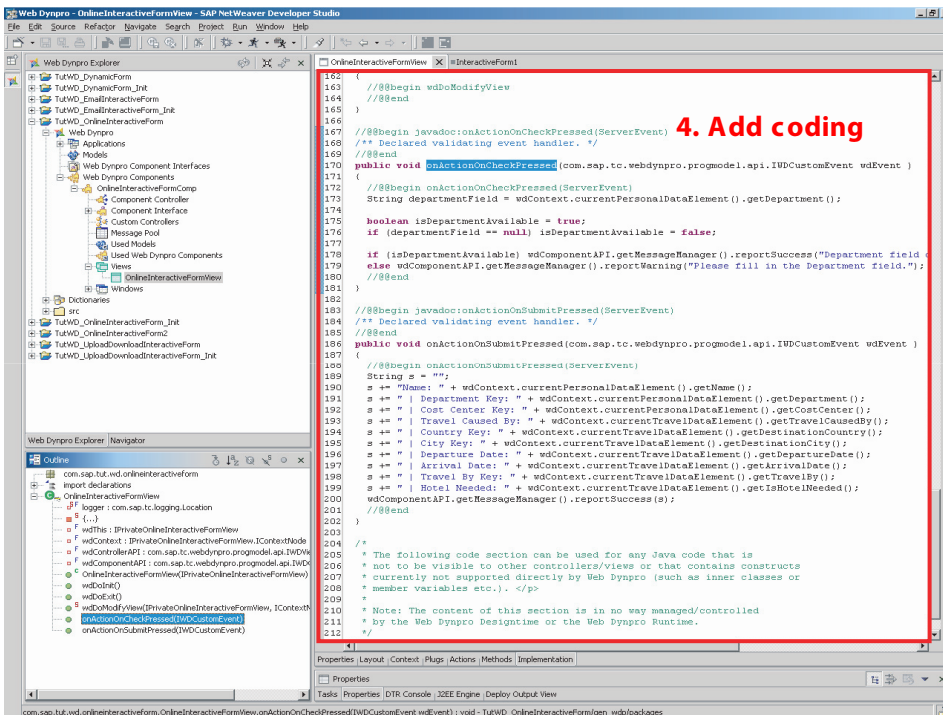 Web Dynpro - OnlineInteractiveFormView - SAP NetWeaver Developer Studio
File Edit Source Refactor Navigate Search Project Run Window Help
Web Dynpro Explorer
TutWD_DynamicForm
TutWD_DynamicForm_Init
TutWD_EmailInteractiveForm
TutWD_EmailInteractiveForm_Init
TutWD_OnlineInteractiveForm
Web Dynpro
Applications
Models
Web Dynpro Component Interfaces
Web Dynpro Components
OnlineInteractiveFormComp
Component Controller
Component Interface
Custom Controllers
Message Pool
Used Models
Used Web Dynpro Components
Views
OnlineInteractiveFormView
Windows
Dictionaries
src
TutWD_OnlineInteractiveForm_Init
TutWD_OnlineInteractiveForm2
TutWD_UploadDownloadInteractiveForm
TutWD_UploadDownloadInteractiveForm_Init
Web Dynpro Explorer Navigator
Outline
com.sap.tut.wd.onlineinteractiveform
import declarations
OnlineInteractiveFormView
logger : com.sap.tc.logging.Location
{...}
wdThis : IPrivateOnlineInteractiveFormView
wdContext : IPrivateOnlineInteractiveFormView.IContextNode
wdControllerAPI : com.sap.tc.webdynpro.progmodel.api.IWDVie
wdComponentAPI : com.sap.tc.webdynpro.progmodel.api.IWDC
OnlineInteractiveFormView(IPrivateOnlineInteractiveFormView)
wdDoInit()
wdDoExit()
wdDoModifyView(IPrivateOnlineInteractiveFormView, IContextN
onActionOnCheckPressed(IWDCustomEvent)
onActionOnSubmitPressed(IWDCustomEvent)
OnlineInteractiveFormView InteractiveForm1
4. Add coding
162 {
163 //@@begin wdDoModifyView
164 //@@end
165 }
166
167 //@@begin javadoc:onActionOnCheckPressed(ServerEvent)
168 /** Declared validating event handler. */
169 //@@end
170 public void onActionOnCheckPressed(com.sap.tc.webdynpro.progmodel.api.IWDCustomEvent wdEvent )
171 {
172 //@@begin onActionOnCheckPressed(ServerEvent)
173 String departmentField = wdContext.currentPersonalDataElement().getDepartment();
174
175 boolean isDepartmentAvailable = true;
176 if (departmentField == null) isDepartmentAvailable = false;
177
178 if (isDepartmentAvailable) wdComponentAPI.getMessageManager().reportSuccess("Department field
179 else wdComponentAPI.getMessageManager().reportWarning("Please fill in the Department field.");
180 //@@end
181 }
182
183 //@@begin javadoc:onActionOnSubmitPressed(ServerEvent)
184 /** Declared validating event handler. */
185 //@@end
186 public void onActionOnSubmitPressed(com.sap.tc.webdynpro.progmodel.api.IWDCustomEvent wdEvent )
187 {
188 //@@begin onActionOnSubmitPressed(ServerEvent)
189 String s = "";
190 s += "Name: " + wdContext.currentPersonalDataElement().getName();
191 s += " | Department Key: " + wdContext.currentPersonalDataElement().getDepartment();
192 s += " | Cost Center Key: " + wdContext.currentPersonalDataElement().getCostCenter();
193 s += " | Travel Caused By: " + wdContext.currentTravelDataElement().getTravelCausedBy();
194 s += " | Country Key: " + wdContext.currentTravelDataElement().getDestinationCountry();
195 s += " | City Key: " + wdContext.currentTravelDataElement().getDestinationCity();
196 s += " | Departure Date: " + wdContext.currentTravelDataElement().getDepartureDate();
197 s += " | Arrival Date: " + wdContext.currentTravelDataElement().getArrivalDate();
198 s += " | Travel By Key: " + wdContext.currentTravelDataElement().getTravelBy();
199 s += " | Hotel Needed: " + wdContext.currentTravelDataElement().getIsHotelNeeded();
200 wdComponentAPI.getMessageManager().reportSuccess(s);
201 //@@end
202 }
203
204 /*
205 * The following code section can be used for any Java code that is
206 * not to be visible to other controllers/views or that contains constructs
207 * currently not supported directly by Web Dynpro (such as inner classes or
208 * member variables etc.). </p>
209 *
210 * Note: The content of this section is in no way managed/controlled
211 * by the Web Dynpro Designtime or the Web Dynpro Runtime.
212 */
Properties Layout Context Plugs Actions Methods Implementation
Properties
Tasks Properties DTR Console J2EE Engine Deploy Output View
com.sap.tut.wd.onlineinteractiveform.OnlineInteractiveFormView.onActionOnCheckPressed(IWDCustomEvent wdEvent) : void - TutWD_OnlineInteractiveForm/gen_wdp/packages